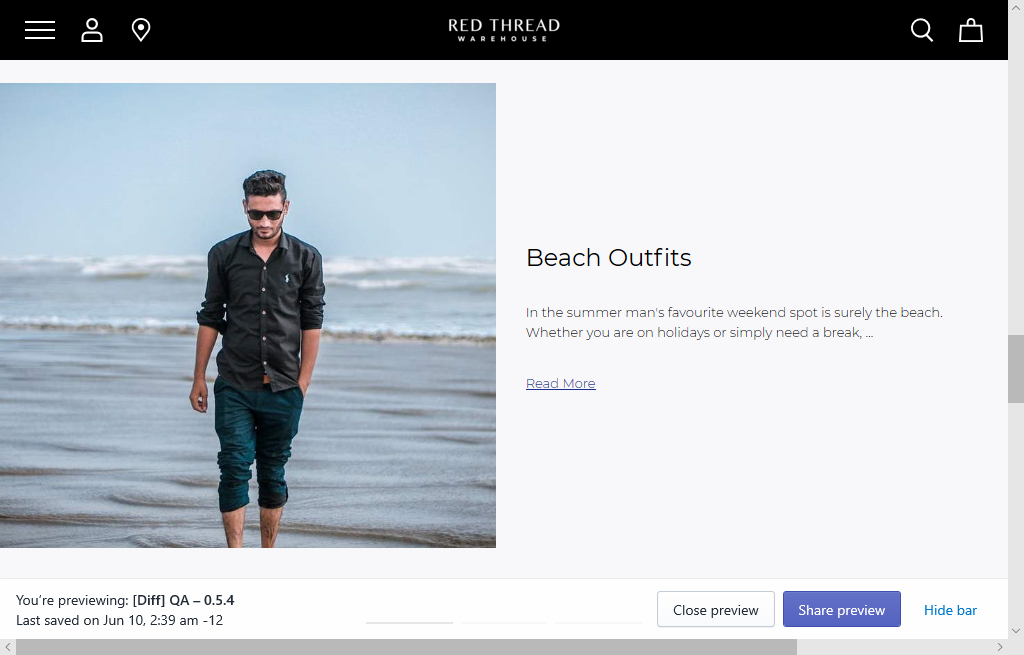 RED THREAD
WAREHOUSE
Beach Outfits
In the summer man's favourite weekend spot is surely the beach.
Whether you are on holidays or simply need a break, ...
Read More
You’re previewing: [Diff] QA – 0.5.4
Last saved on Jun 10, 2:39 am -12
Close preview
Share preview
Hide bar